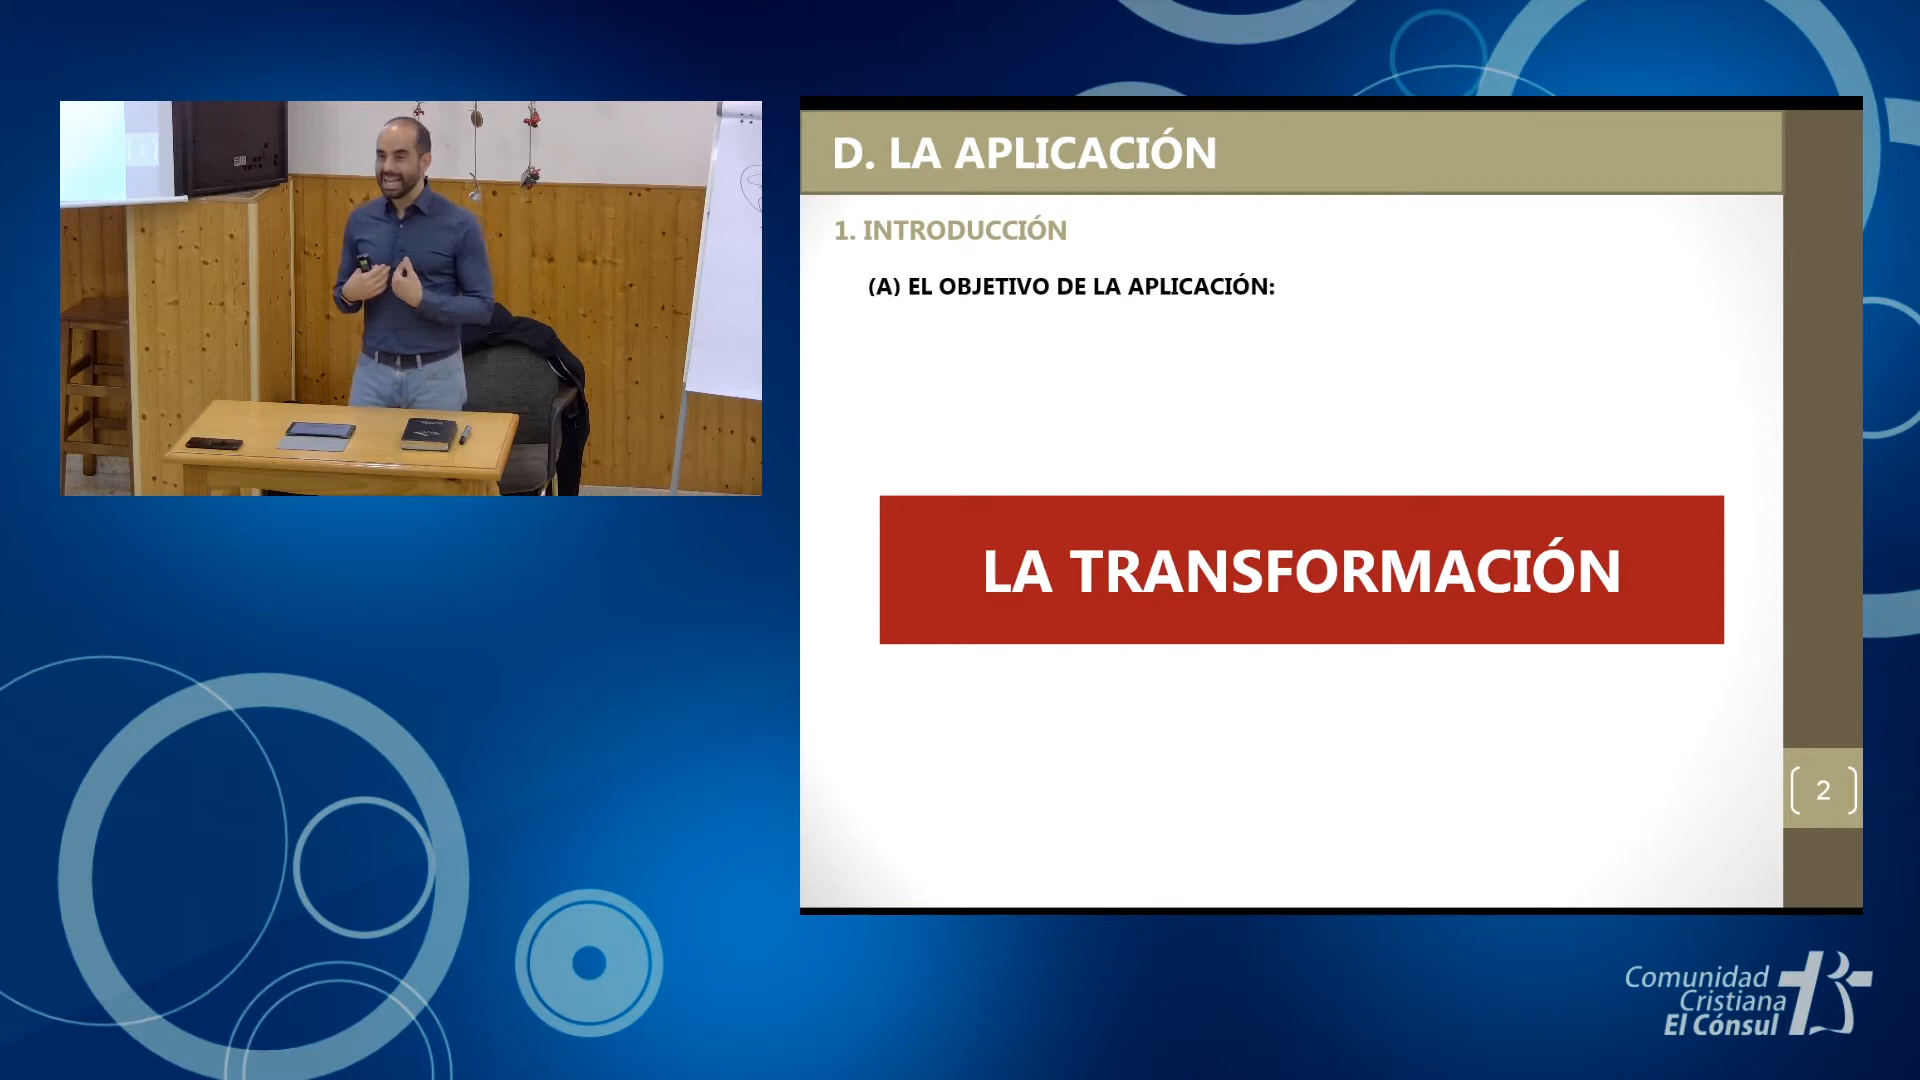 D. LA APLICACIÓN
1. INTRODUCCIÓN
(A) EL OBJETIVO DE LA APLICACIÓN:
LA TRANSFORMACIÓN
2
Comunidad
Cristiana
El Cónsul